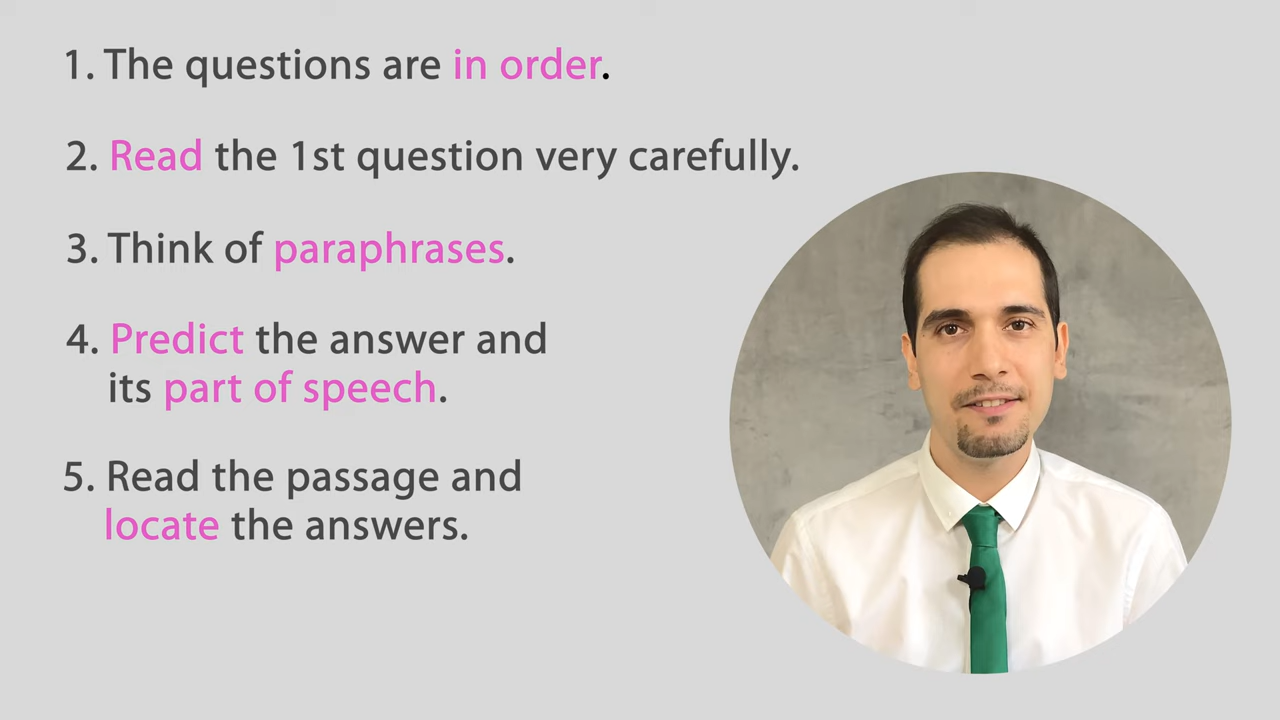 1. The questions are in order.
2. Read the 1st question very carefully.
3. Think of paraphrases.
4. Predict the answer and
its part of speech.
5. Read the passage and
locate the answers.